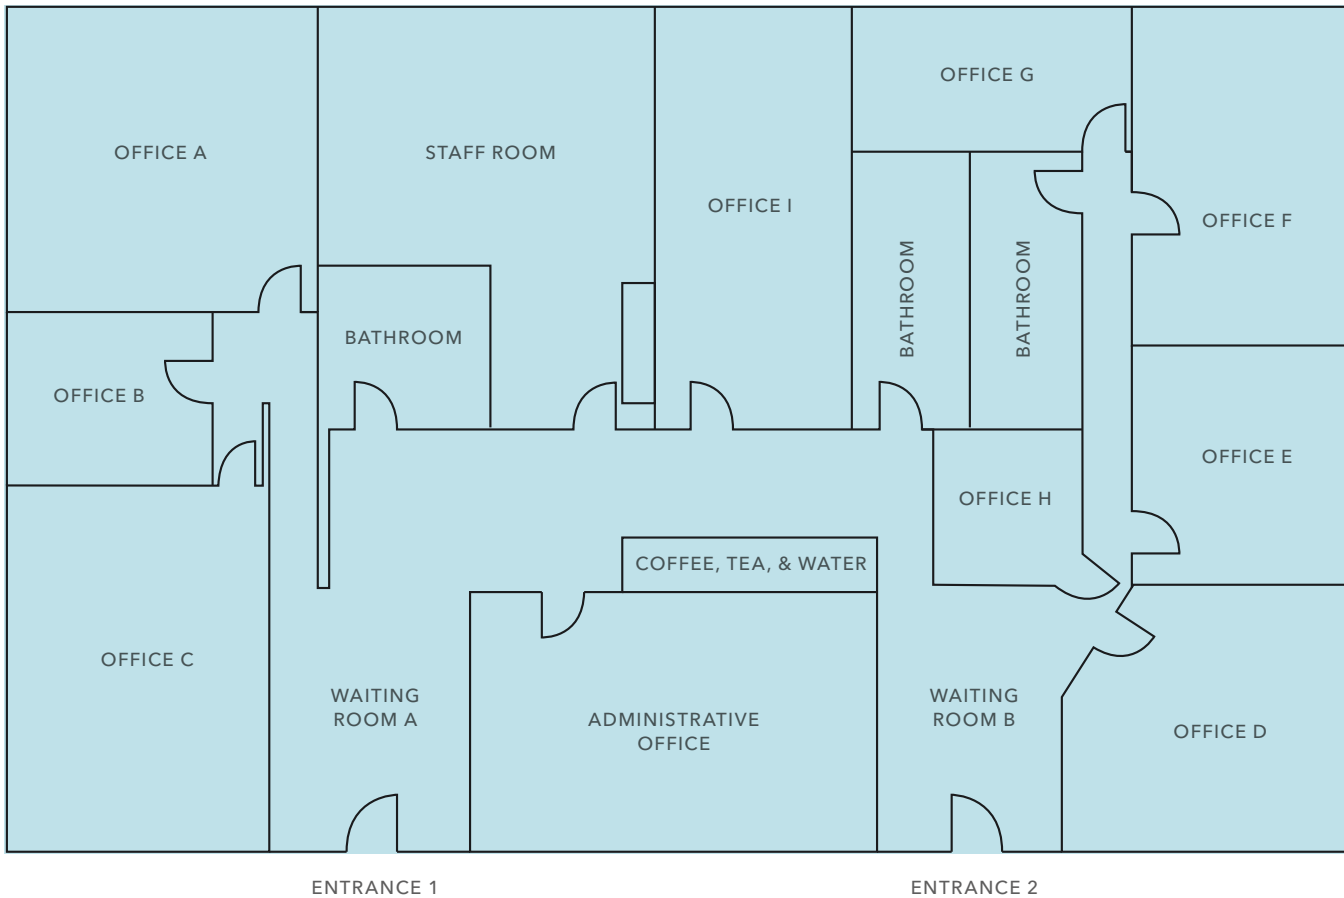 OFFICE G
OFFICE A
STAFF ROOM
OFFICE I
OFFICE F
BATHROOM
BATHROOM
BATHROOM
OFFICE B
OFFICE E
OFFICE H
COFFEE, TEA, & WATER
OFFICE C
WAITING
ROOM A
ADMINISTRATIVE
OFFICE
WAITING
ROOM B
OFFICE D
ENTRANCE 1
ENTRANCE 2